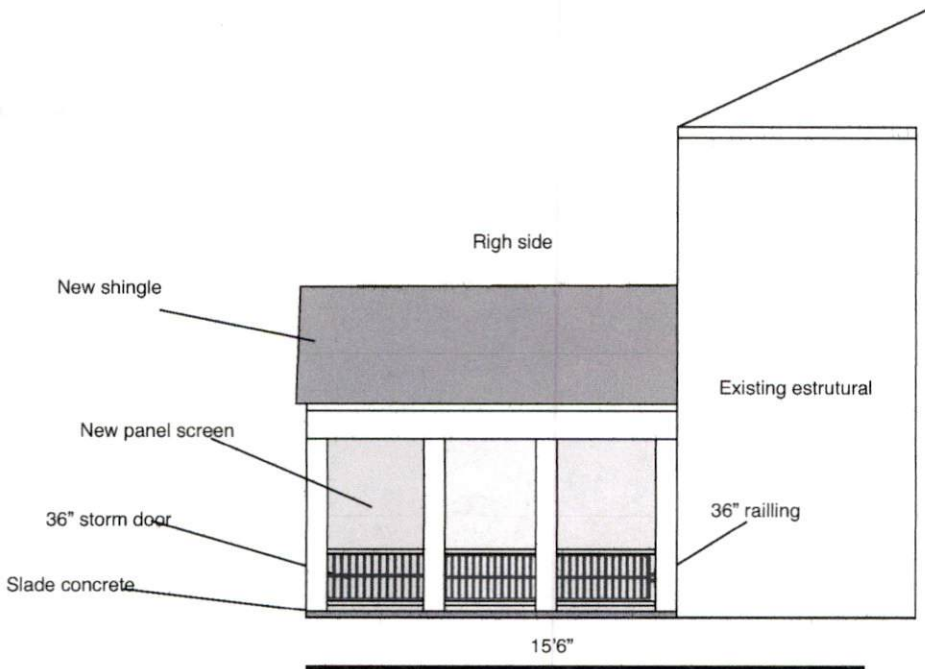 Righ side
New shingle
Existing estrutural
New panel screen
36” storm door
36” railling
Slade concrete
15’6”